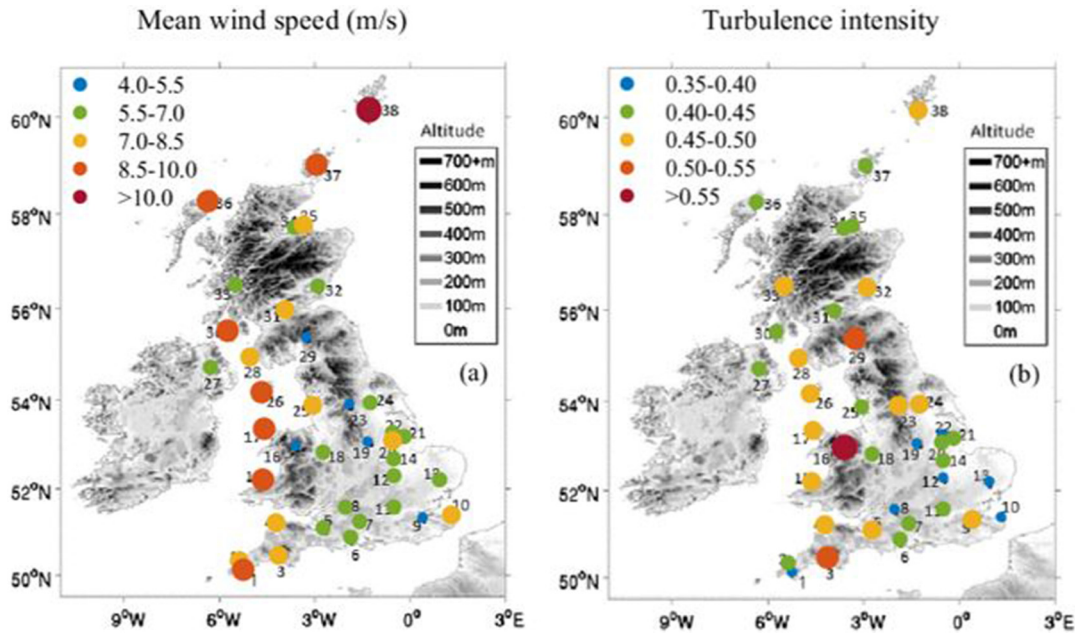 Mean wind speed (m/s)
4.0-5.5
5.5-7.0
7.0-8.5
8.5-10.0
>10.0
60°N
58°N
56°N
54°N
52°N
50°N
9°W
6°W
3°W
0°
3°E
Altitude
700+m
600m
500m
400m
300m
200m
100m
0m
(a)
38
37
36
35
33
32
31
29
28
27
26
25
24
23
22
21
19
18
17
16
14
12
13
11
10
9
8
7
6
5
3
1
Turbulence intensity
0.35-0.40
0.40-0.45
0.45-0.50
0.50-0.55
>0.55
60°N
58°N
56°N
54°N
52°N
50°N
9°W
6°W
3°W
0°
3°E
Altitude
700+m
600m
500m
400m
300m
200m
100m
0m
(b)
38
37
36
35
33
32
31
30
29
28
27
26
25
24
23
22
21
19
18
17
16
14
12
13
11
10
9
8
7
6
3
1